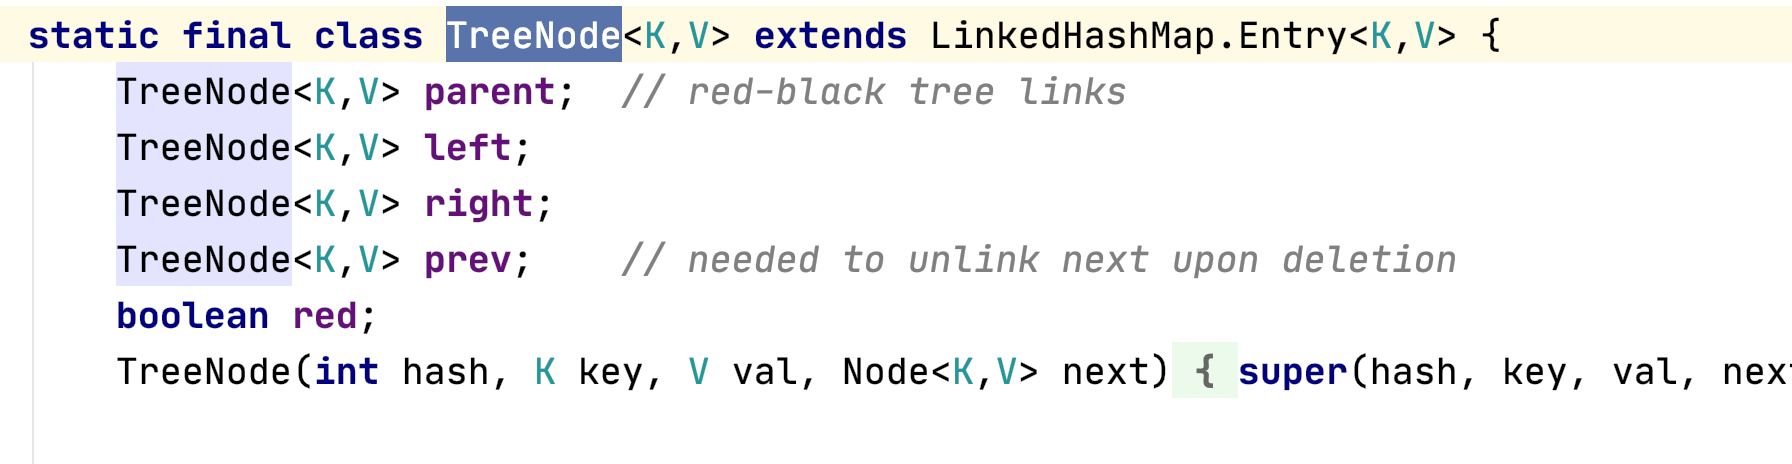 static final class TreeNode<K,V> extends LinkedHashMap.Entry<K,V> {
TreeNode<K,V> parent;  // red-black tree links
TreeNode<K,V> left;
TreeNode<K,V> right;
TreeNode<K,V> prev;    // needed to unlink next upon deletion
boolean red;
TreeNode(int hash, K key, V val, Node<K,V> next) { super(hash, key, val,